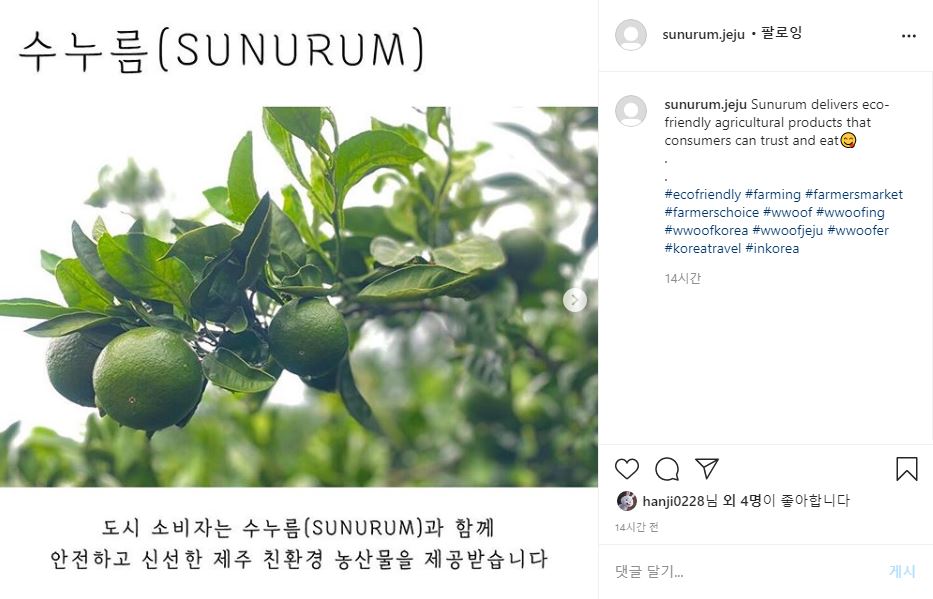 수누름(SUNURUM)
도시 소비자는 수누름(SUNURUM)과 함께
안전하고 신선한 제주 친환경 농산물을 제공받습니다
sunurum.jeju • 팔로잉
sunurum.jeju Sunurum delivers eco-
friendly agricultural products that
consumers can trust and eat😋
.
.
#ecofriendly #farming #farmersmarket
#farmerschoice #wwoof #wwoofing
#wwoofkorea #wwoofjeju #wwoofer
#koreatravel #inkorea
14시간
hanji0228님 외 4명이 좋아합니다
14시간 전
댓글 달기...
게시